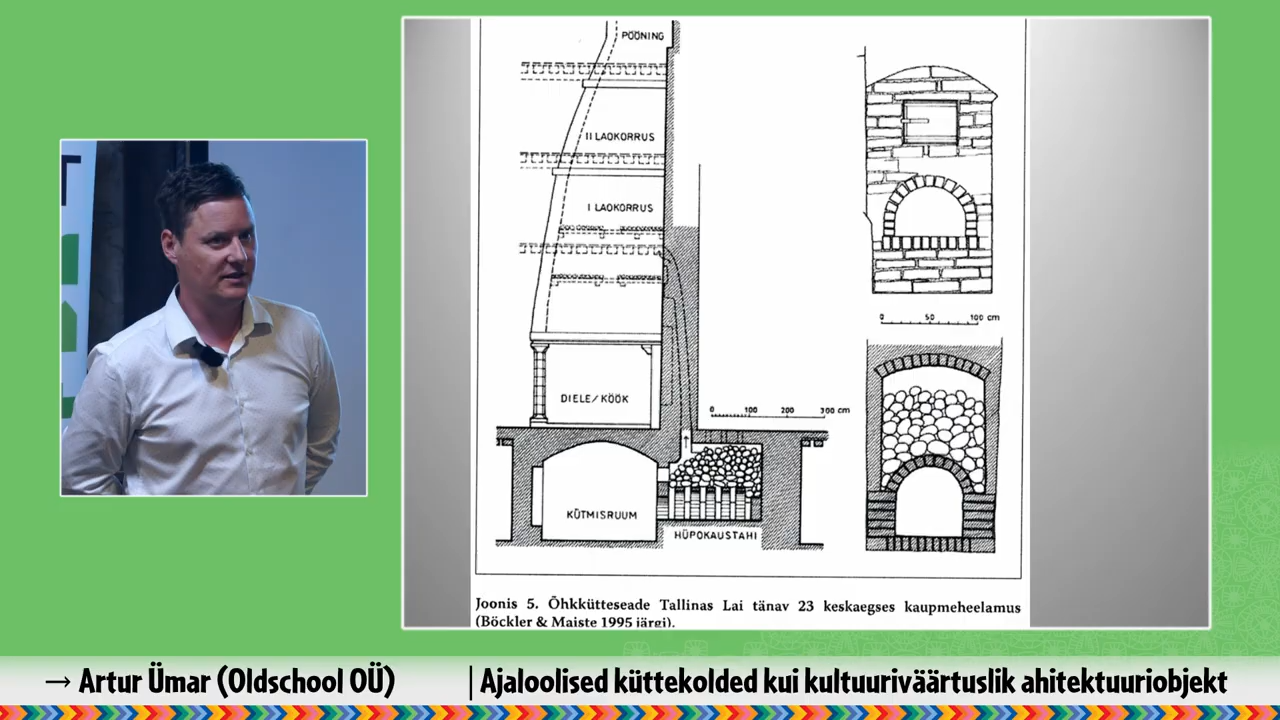 PÖÖNING
II LAOKORRUS
I LAOKORRUS
DIELE/KÖÖK
0 100 200 300 cm
KÜTMISRUUM
HÜPOKAUSTAHI
0 50 100 cm
Joonis 5. Õhkkütteseade Tallinas Lai tänav 23 keskaegses kaupmeheelamus
(Böckler & Maiste 1995 järgi).
→ Artur Ümar (Oldschool OÜ) | Ajaloolised küttekolded kui kultuuriväärtuslik ahitektuuriobjekt